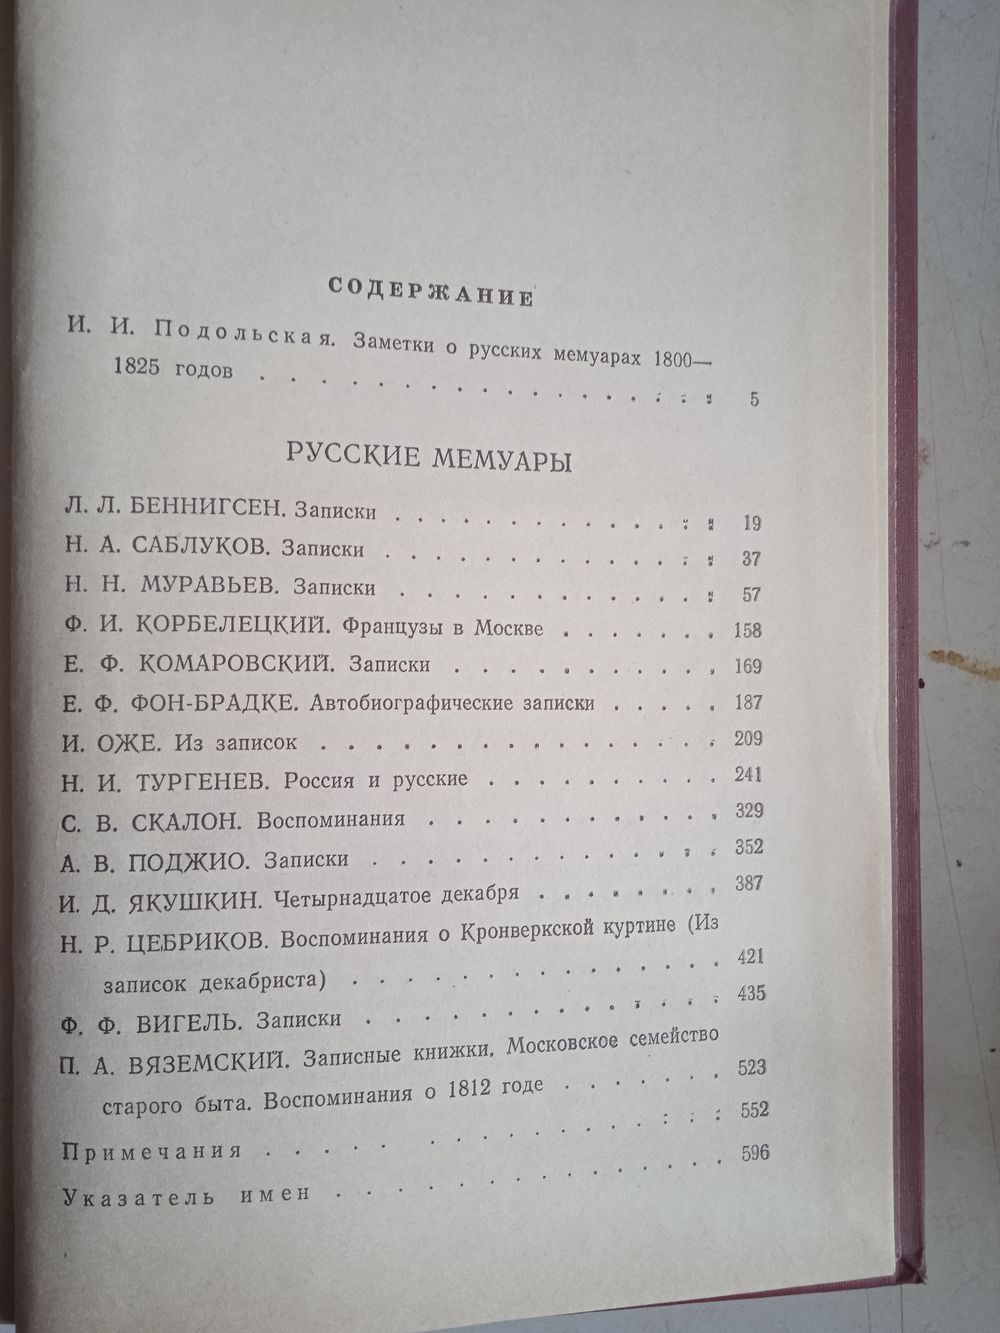 СОДЕРЖАНИЕ
И. И. Подольская. Заметки о русских мемуарах 1800—
1825 годов . . . . . . . . . . . . . . . . . . 5
РУССКИЕ МЕМУАРЫ
Л. Л. БЕННИГСЕН. Записки . . . . . . . . . . . . . 19
Н. А. САБЛУКОВ. Записки . . . . . . . . . . . . . 37
Н. Н. МУРАВЬЕВ. Записки . . . . . . . . . . . . . 57
Ф. И. КОРБЕЛЕЦКИЙ. Французы в Москве . . . . . . . 158
Е. Ф. КОМАРОВСКИЙ. Записки . . . . . . . . . . 169
Е. Ф. ФОН-БРАДКЕ. Автобиографические записки . . . . . 187
И. ОЖЕ. Из записок . . . . . . . . . . . . . . . 209
Н. И. ТУРГЕНЕВ. Россия и русские . . . . . . . . . . 241
С. В. СКАЛОН. Воспоминания . . . . . . . . . . . . 329
А. В. ПОДЖИО. Записки . . . . . . . . . . . . . . 352
И. Д. ЯКУШКИН. Четырнадцатое декабря . . . . . . . . 387
Н. Р. ЦЕБРИКОВ. Воспоминания о Кронверкской куртине (Из
записок декабриста) . . . . . . . . . . . . . . 421
Ф. Ф. ВИГЕЛЬ. Записки . . . . . . . . . . . . . . 435
П. А. ВЯЗЕМСКИЙ. Записные книжки. Московское семейство
старого быта. Воспоминания о 1812 годе . . . . . . . 523
Примечания . . . . . . . . . . . . . . . . 552
Указатель имен . . . . . . . . . . . . . . 596